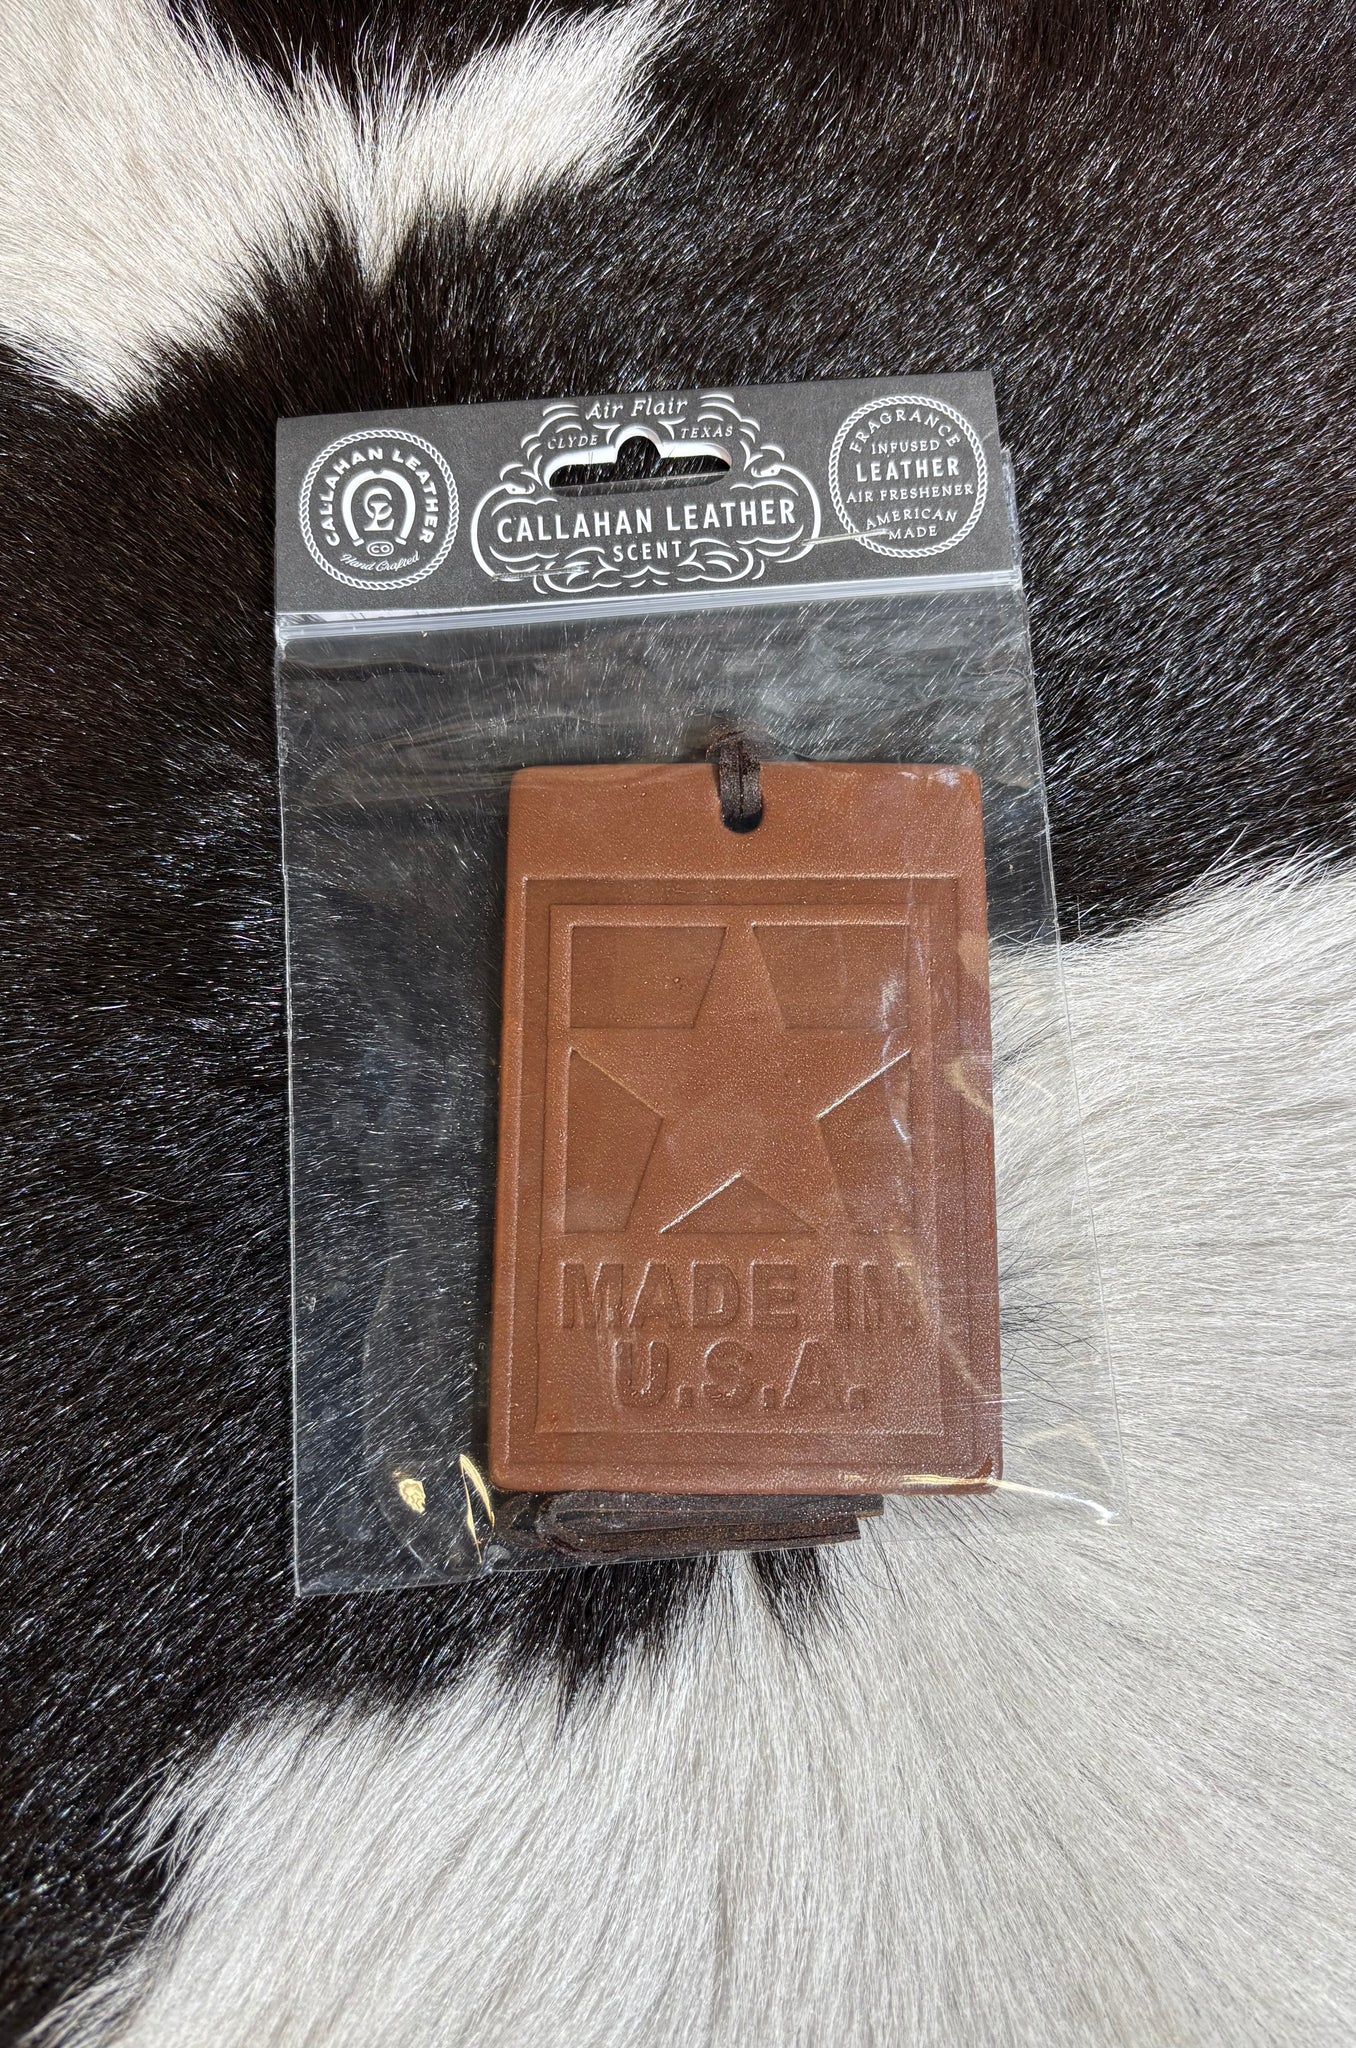 CALLAHAN LEATHER
CL
CO
Hand Crafted
Air Flair
CLYDE TEXAS
CALLAHAN LEATHER
SCENT
FRAGRANCE
INFUSED
LEATHER
AIR FRESHENER
AMERICAN
MADE
MADE IN
U.S.A.